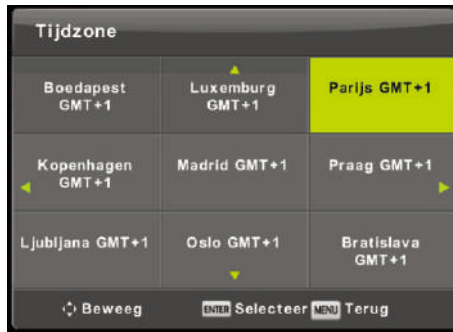 Tijdzone
Boedapest
GMT+1
Luxemburg
GMT+1
Parijs GMT+1
Kopenhagen
GMT+1
Madrid GMT+1
Praag GMT+1
Ljubljana GMT+1
Oslo GMT+1
Bratislava
GMT+1
Beweeg
ENTER Selecteer
MENU Terug